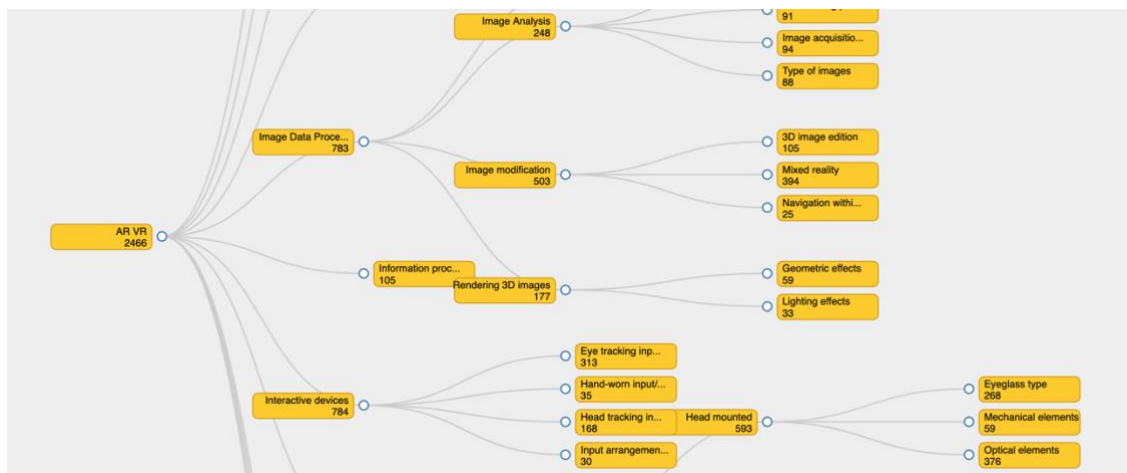 91
Image Analysis
248
Image acquisitio...
94
Type of images
88
Image Data Proce...
783
3D image edition
105
Image modification
503
Mixed reality
394
Navigation withi...
25
AR VR
2466
Information proc...
105
Rendering 3D images
177
Geometric effects
59
Lighting effects
33
Eye tracking inp...
313
Hand-worn input/...
35
Interactive devices
784
Head tracking in...
168
Input arrangemen...
30
Head mounted
593
Eyeglass type
268
Mechanical elements
59
Optical elements
376